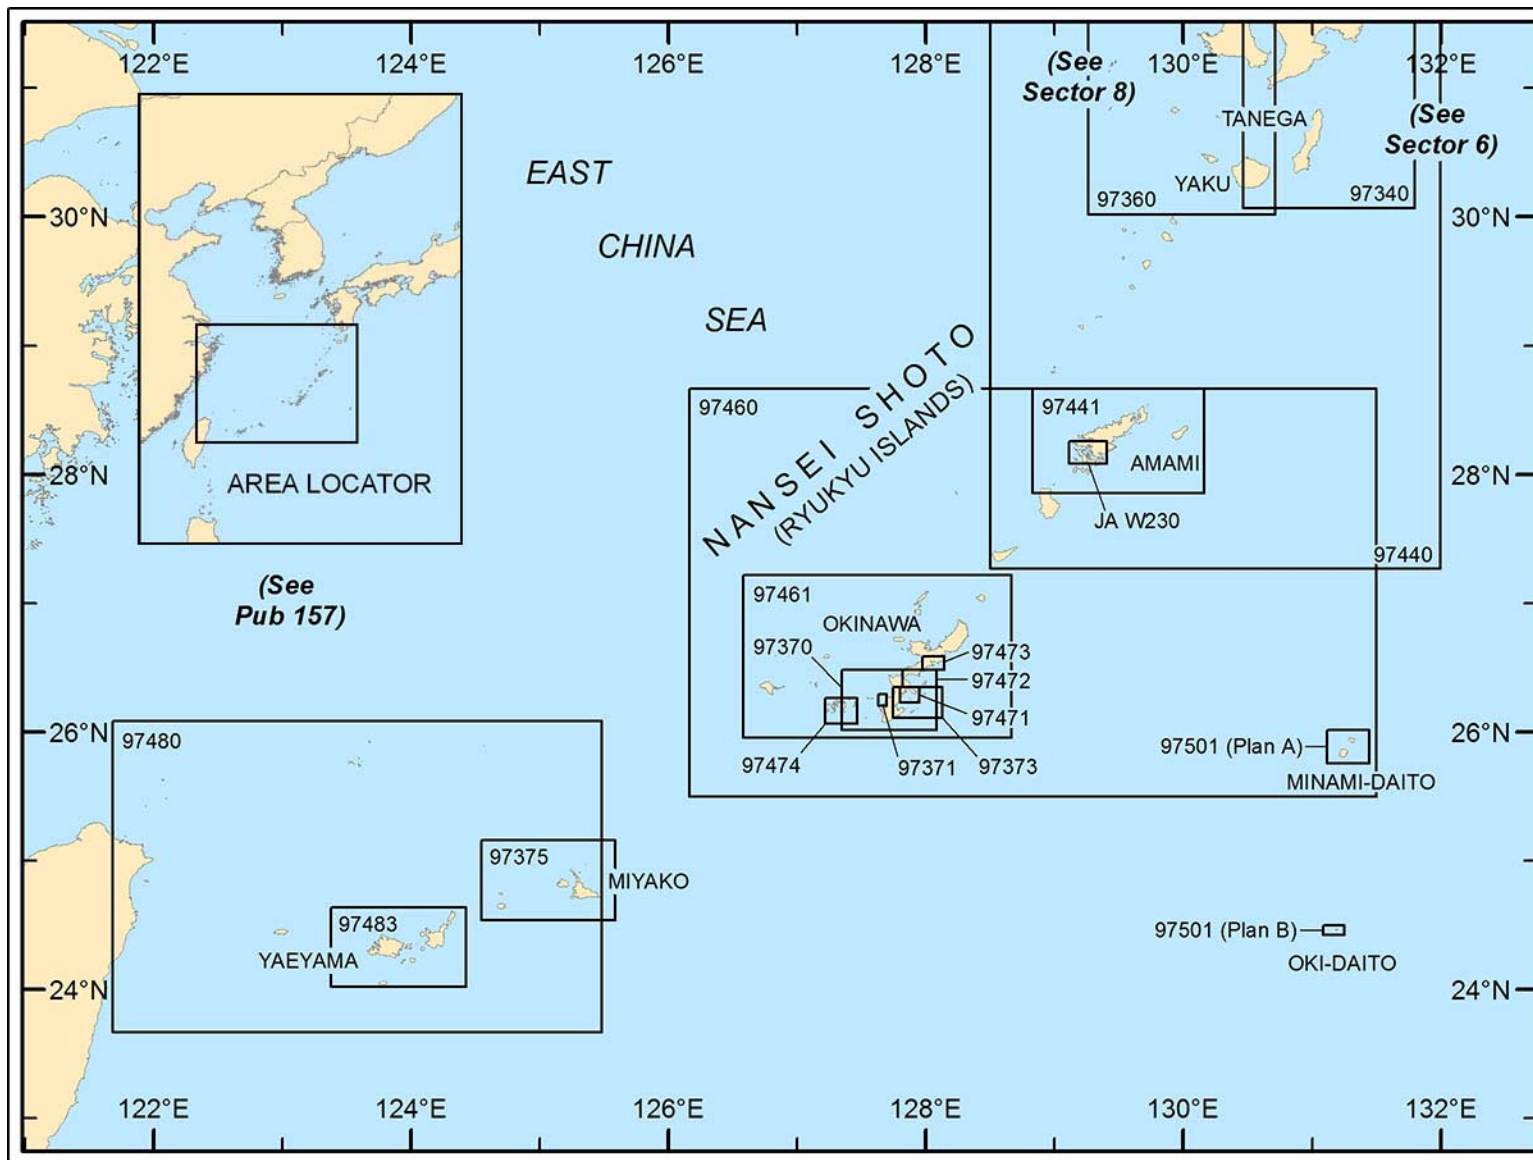 122°E
124°E
126°E
128°E
130°E
132°E
(See
Sector 8)
(See
Sector 6)
TANEGA
YAKU
97360
97340
30°N
30°N
EAST
CHINA
SEA
AREA LOCATOR
(See
Pub 157)
NANSEI SHOTO
(RYUKYU ISLANDS)
97460
97441
AMAMI
JA W230
97440
28°N
28°N
97461
OKINAWA
97370
97473
97472
97471
97474
97371
97373
26°N
26°N
97501 (Plan A)
MINAMI-DAITO
97480
97375
MIYAKO
97483
YAEYAMA
97501 (Plan B)
OKI-DAITO
24°N
24°N
122°E
124°E
126°E
128°E
130°E
132°E